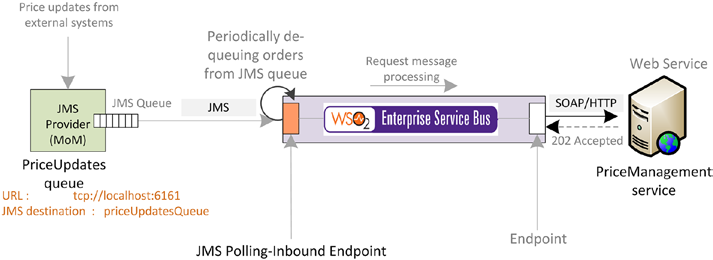 Price updates from
external systems
JMS
Provider
(MoM)
JMS Queue
PriceUpdates
queue
URL : tcp://localhost:6161
JMS destination : priceUpdatesQueue
JMS
Periodically de-
queuing orders
from JMS queue
Request message
processing
WSO2 Enterprise Service Bus
JMS Polling-Inbound Endpoint
Endpoint
SOAP/HTTP
202 Accepted
Web Service
PriceManagement
service